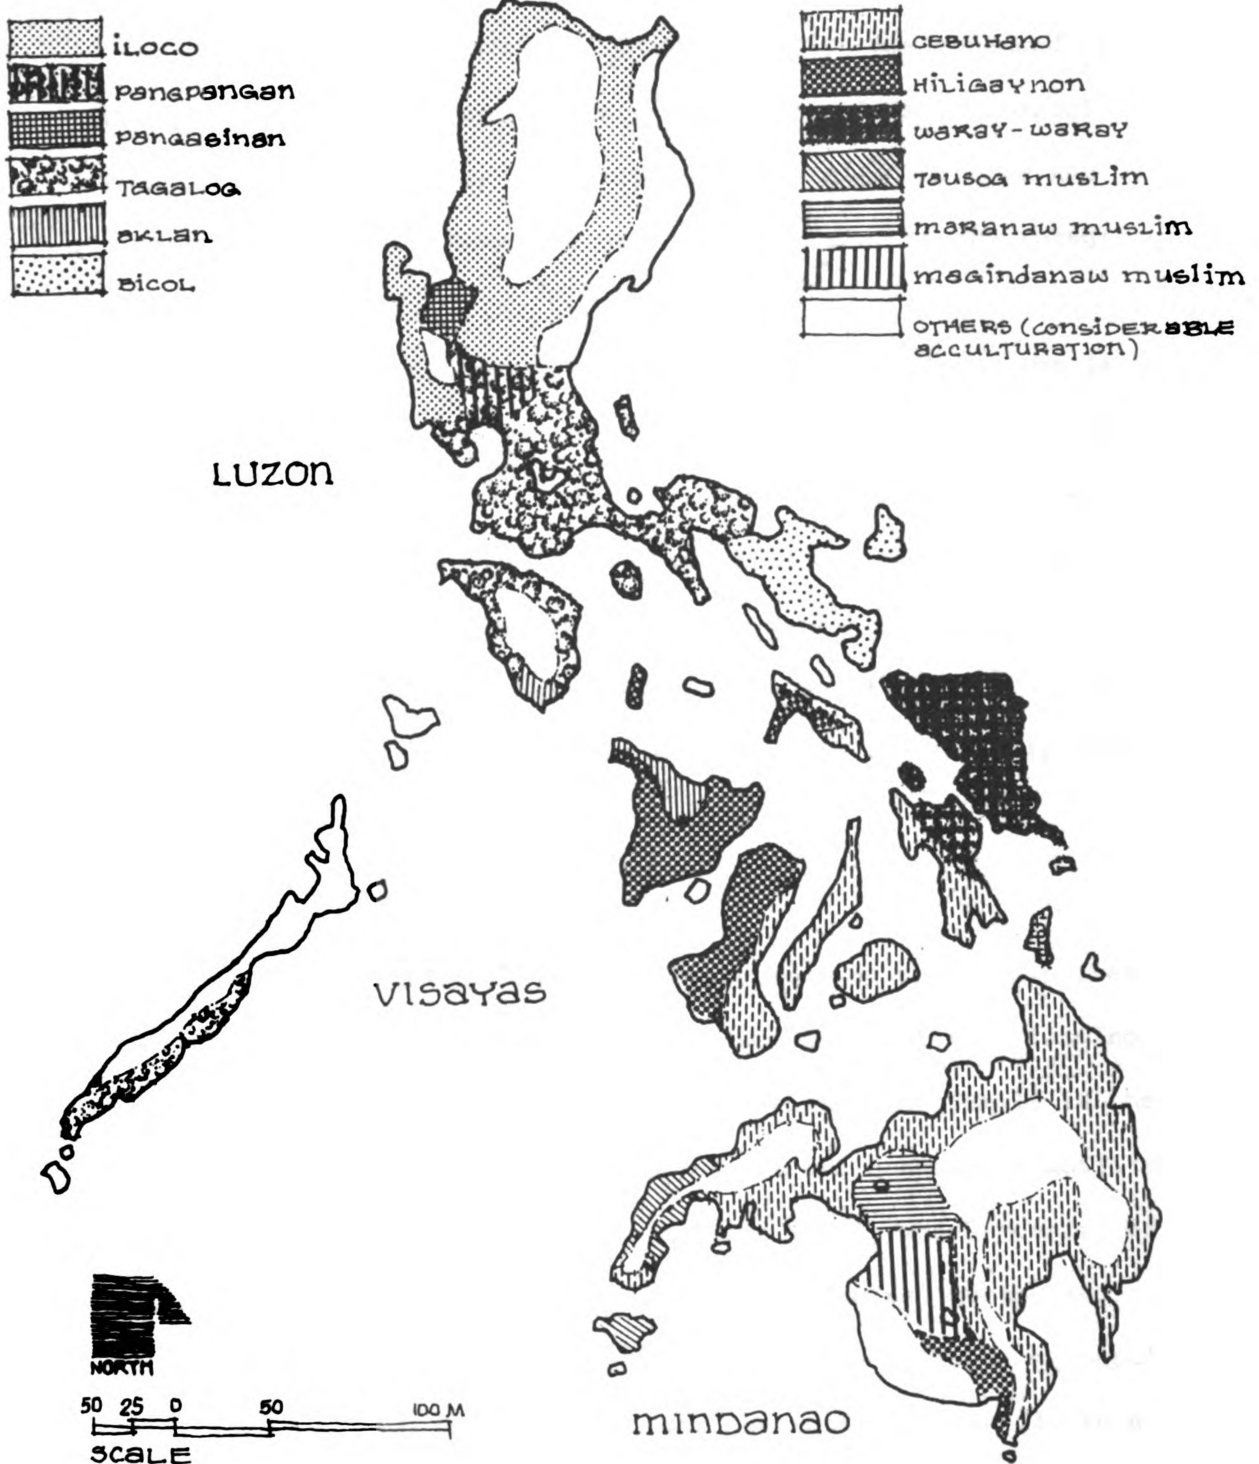 ILOCO
PANGPANGAN
PANGASINAN
TAGALOG
AKLAN
BICOL
CEBUHANO
HILIGAYNON
WARAY-WARAY
TAUSOG MUSLIM
MARANAW MUSLIM
MAGINDANAW MUSLIM
OTHERS (CONSIDERABLE
ACCULTURATION)
LUZON
VISAYAS
MINDANAO
NORTH
50 25 0 50 100 M
SCALE